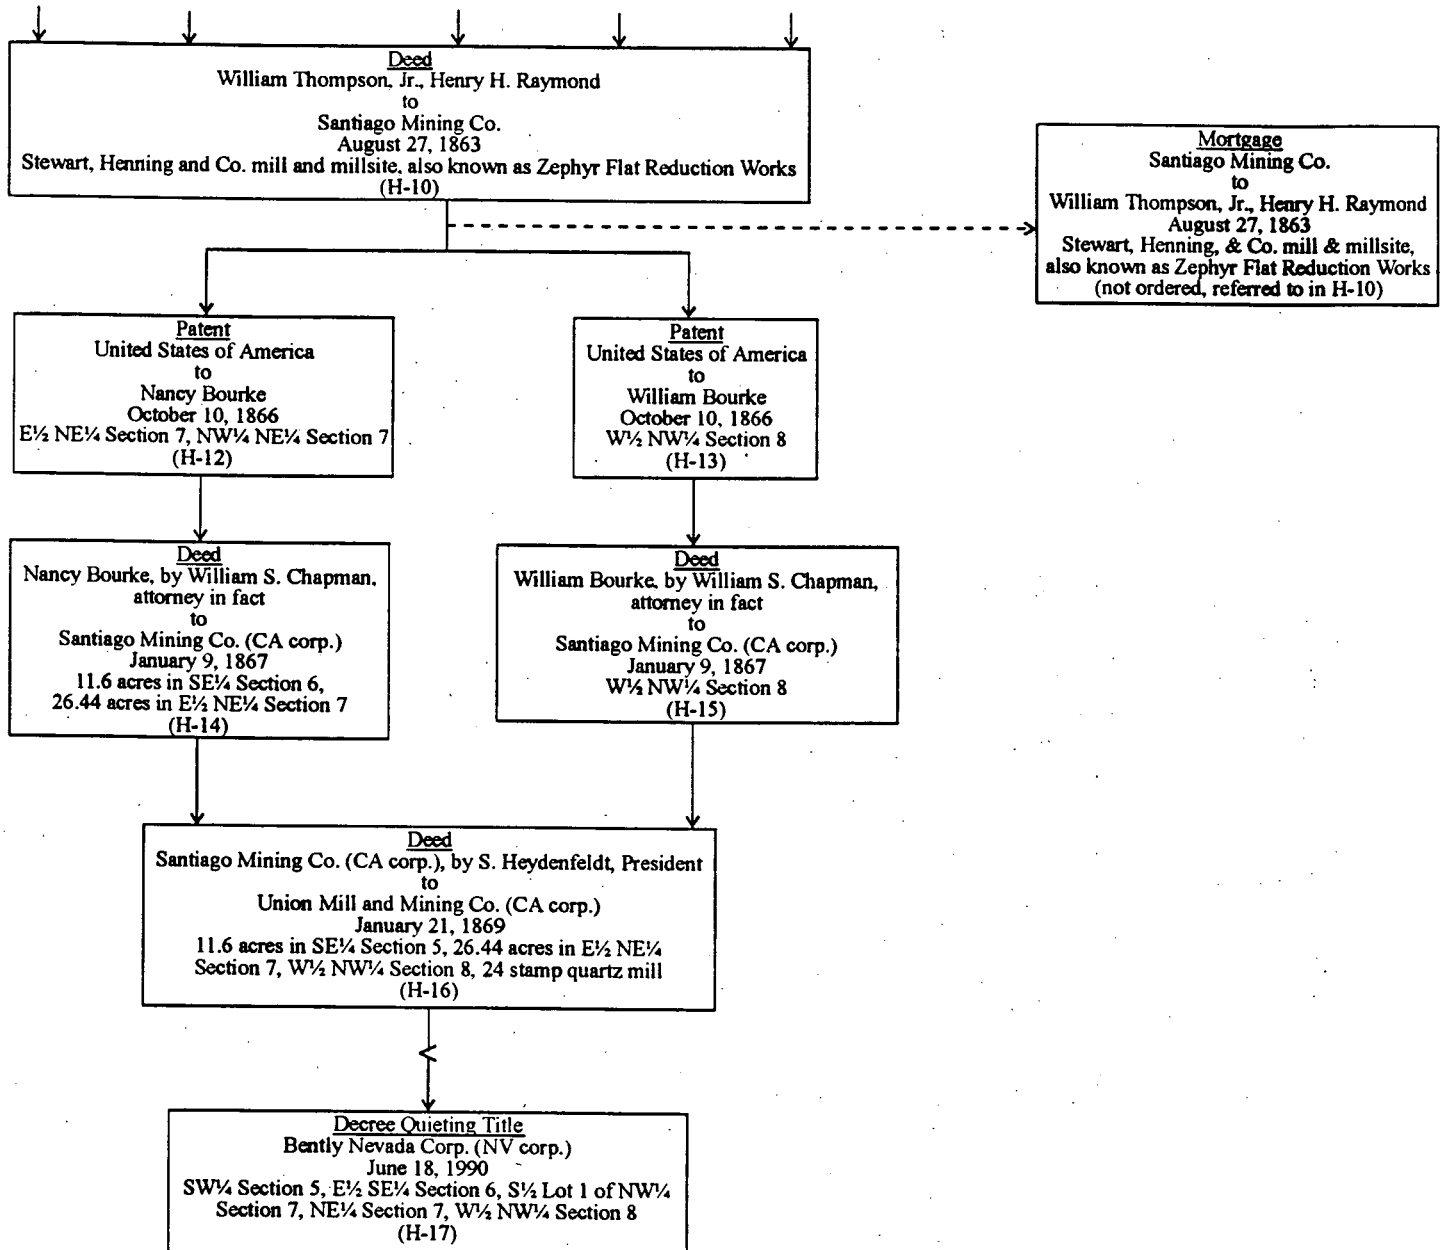 Deed
William Thompson, Jr., Henry H. Raymond
to
Santiago Mining Co.
August 27, 1863
Stewart, Henning and Co. mill and millsite, also known as Zephyr Flat Reduction Works
(H-10)
Mortgage
Santiago Mining Co.
to
William Thompson, Jr., Henry H. Raymond
August 27, 1863
Stewart, Henning, & Co. mill & millsite,
also known as Zephyr Flat Reduction Works
(not ordered, referred to in H-10)
Patent
United States of America
to
Nancy Bourke
October 10, 1866
E½ NE¼ Section 7, NW¼ NE¼ Section 7
(H-12)
Patent
United States of America
to
William Bourke
October 10, 1866
W½ NW¼ Section 8
(H-13)
Deed
Nancy Bourke, by William S. Chapman,
attorney in fact
to
Santiago Mining Co. (CA corp.)
January 9, 1867
11.6 acres in SE¼ Section 6,
26.44 acres in E½ NE¼ Section 7
(H-14)
Deed
William Bourke, by William S. Chapman,
attorney in fact
to
Santiago Mining Co. (CA corp.)
January 9, 1867
W½ NW¼ Section 8
(H-15)
Deed
Santiago Mining Co. (CA corp.), by S. Heydenfeldt, President
to
Union Mill and Mining Co. (CA corp.)
January 21, 1869
11.6 acres in SE¼ Section 5, 26.44 acres in E½ NE¼
Section 7, W½ NW¼ Section 8, 24 stamp quartz mill
(H-16)
Decree Quieting Title
Bently Nevada Corp. (NV corp.)
June 18, 1990
SW¼ Section 5, E½ SE¼ Section 6, S½ Lot 1 of NW¼
Section 7, NE¼ Section 7, W½ NW¼ Section 8
(H-17)